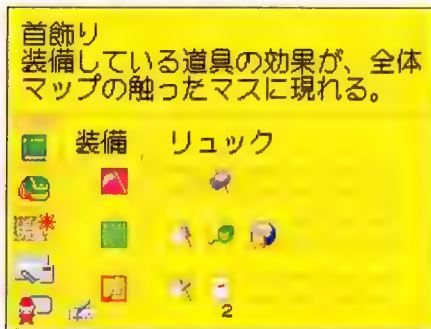 首飾り
装備している道具の効果が、全体
マップの触ったマスに現れる。
装備 リュック
2